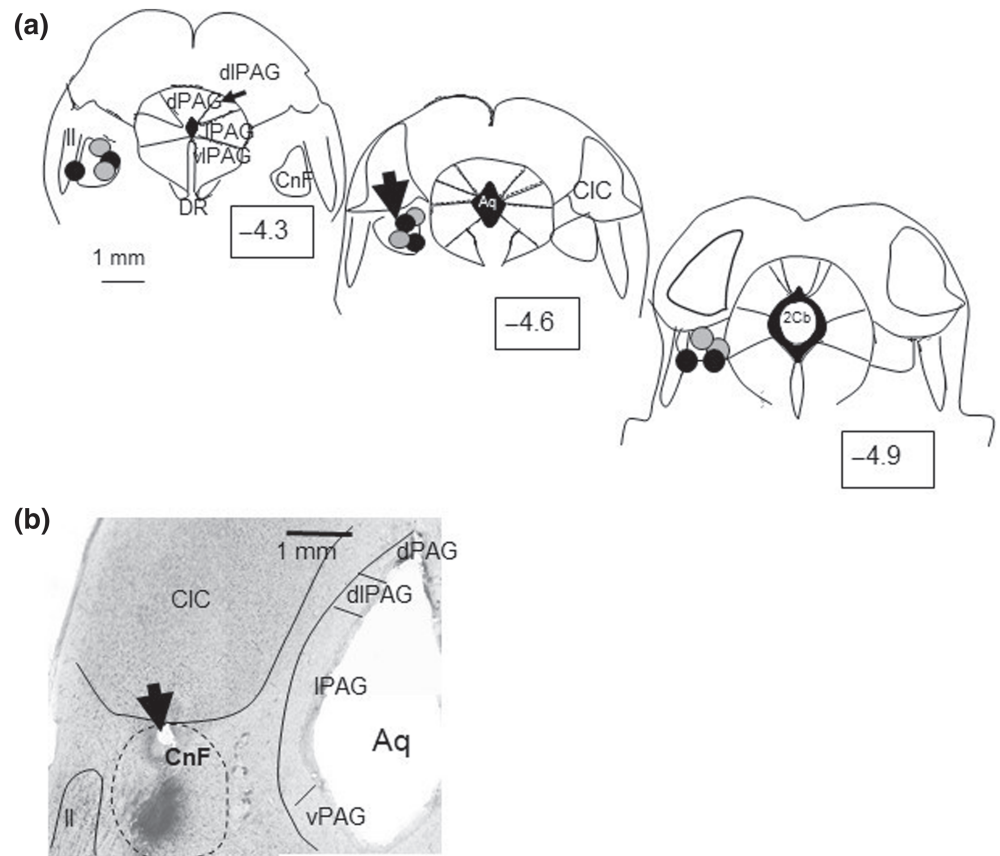 (a)
dlPAG
dPAG
lPAG
vlPAG
ll
CnF
DR
–4.3
1 mm
Aq
CIC
–4.6
2Cb
–4.9
(b)
1 mm
dPAG
CIC
dlPAG
lPAG
CnF
Aq
ll
vPAG